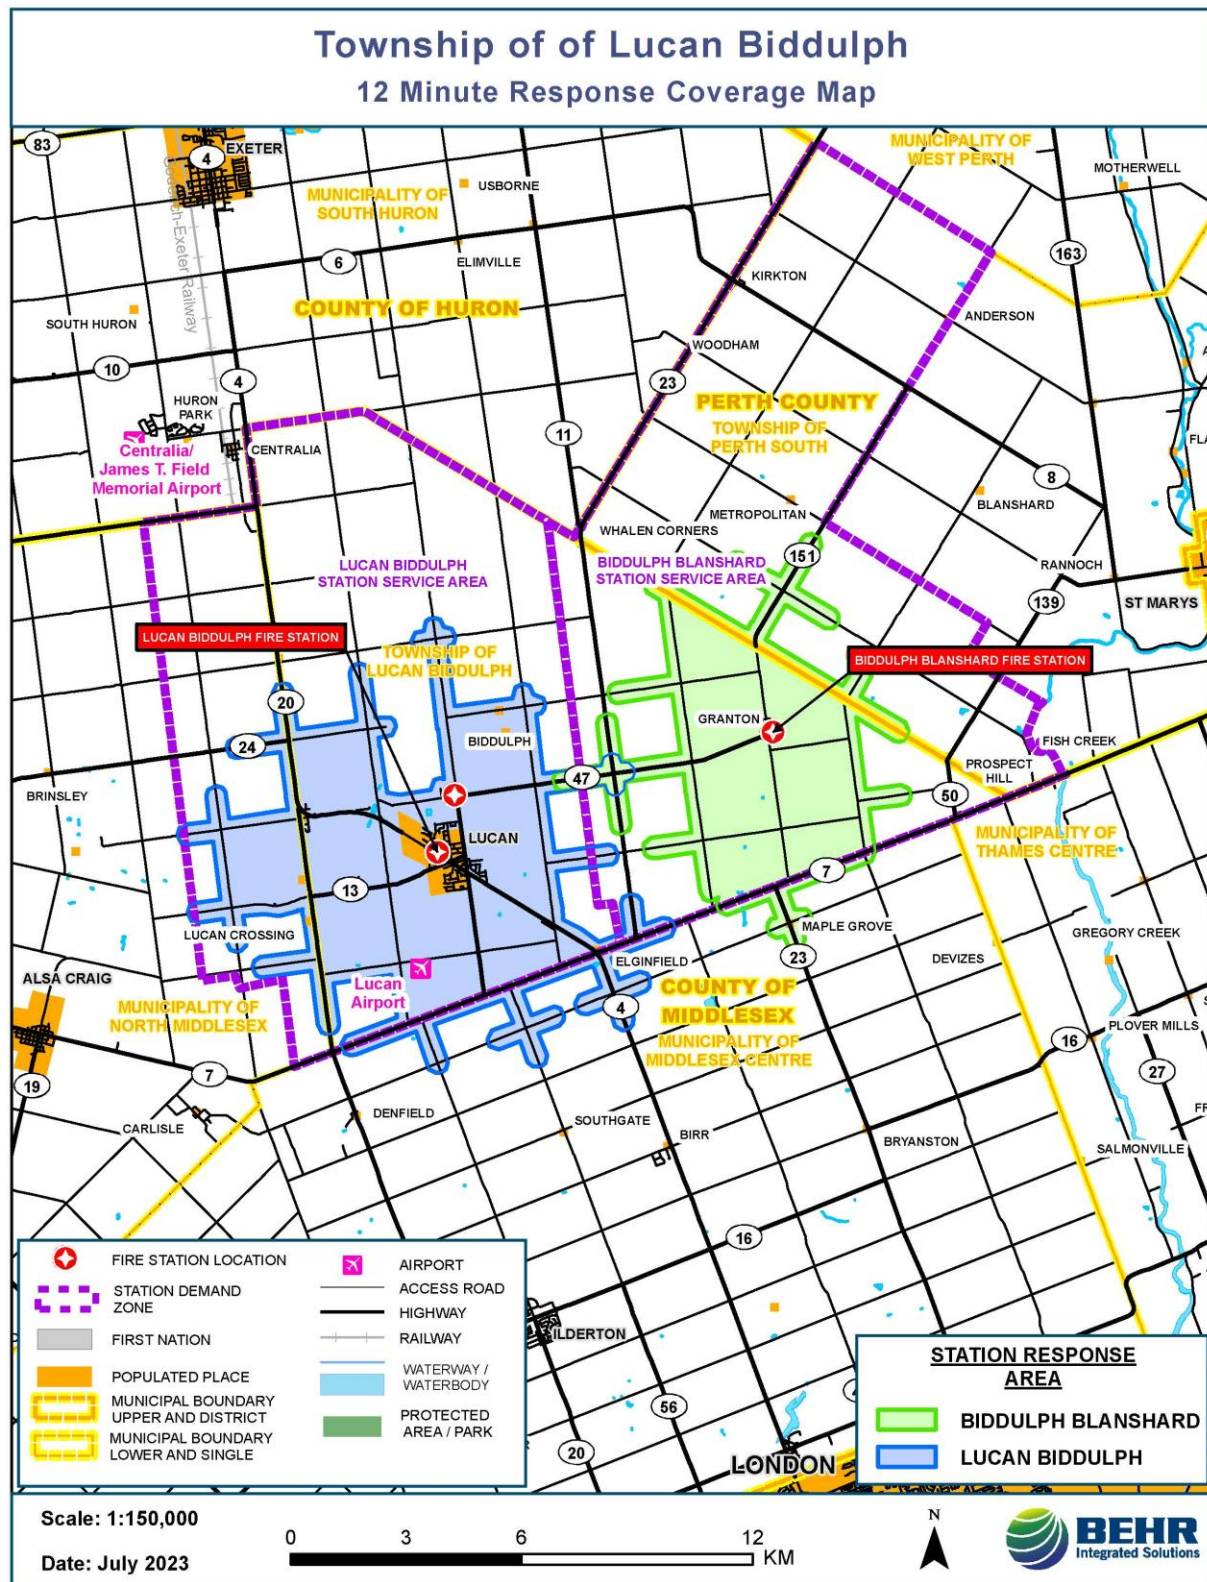 Township of of Lucan Biddulph
12 Minute Response Coverage Map
83
4
EXETER
USBORNE
MUNICIPALITY OF
SOUTH HURON
MUNICIPALITY OF
WEST PERTH
MOTHERWELL
163
6
ELIMVILLE
KIRKTON
Exeter Railway
COUNTY OF HURON
SOUTH HURON
ANDERSON
WOODHAM
10
4
23
HURON
PARK
PERTH COUNTY
TOWNSHIP OF
PERTH SOUTH
11
CENTRALIA
Centralia/
James T. Field
Memorial Airport
8
BLANSHARD
METROPOLITAN
WHALEN CORNERS
151
LUCAN BIDDULPH
STATION SERVICE AREA
BIDDULPH BLANSHARD
STATION SERVICE AREA
RANNOCH
139
ST MARYS
LUCAN BIDDULPH FIRE STATION
TOWNSHIP OF
LUCAN BIDDULPH
BIDDULPH BLANSHARD FIRE STATION
20
GRANTON
24
BIDDULPH
FISH CREEK
PROSPECT
HILL
47
BRINSLEY
50
LUCAN
MUNICIPALITY OF
THAMES CENTRE
7
13
LUCAN CROSSING
MAPLE GROVE
GREGORY CREEK
23
DEVIZES
ELGINFIELD
ALSA CRAIG
Lucan
Airport
COUNTY OF
MIDDLESEX
4
MUNICIPALITY OF
NORTH MIDDLESEX
PLOVER MILLS
MUNICIPALITY OF
MIDDLESEX CENTRE
16
7
19
27
DENFIELD
SOUTHGATE
BIRR
CARLISLE
BRYANSTON
SALMONVILLE
16
ILDERTON
56
20
LONDON
FIRE STATION LOCATION
STATION DEMAND
ZONE
FIRST NATION
POPULATED PLACE
MUNICIPAL BOUNDARY
UPPER AND DISTRICT
MUNICIPAL BOUNDARY
LOWER AND SINGLE
AIRPORT
ACCESS ROAD
HIGHWAY
RAILWAY
WATERWAY /
WATERBODY
PROTECTED
AREA / PARK
STATION RESPONSE
AREA
BIDDULPH BLANSHARD
LUCAN BIDDULPH
Scale: 1:150,000
Date: July 2023
0 3 6 12 KM
N
BEHR
Integrated Solutions